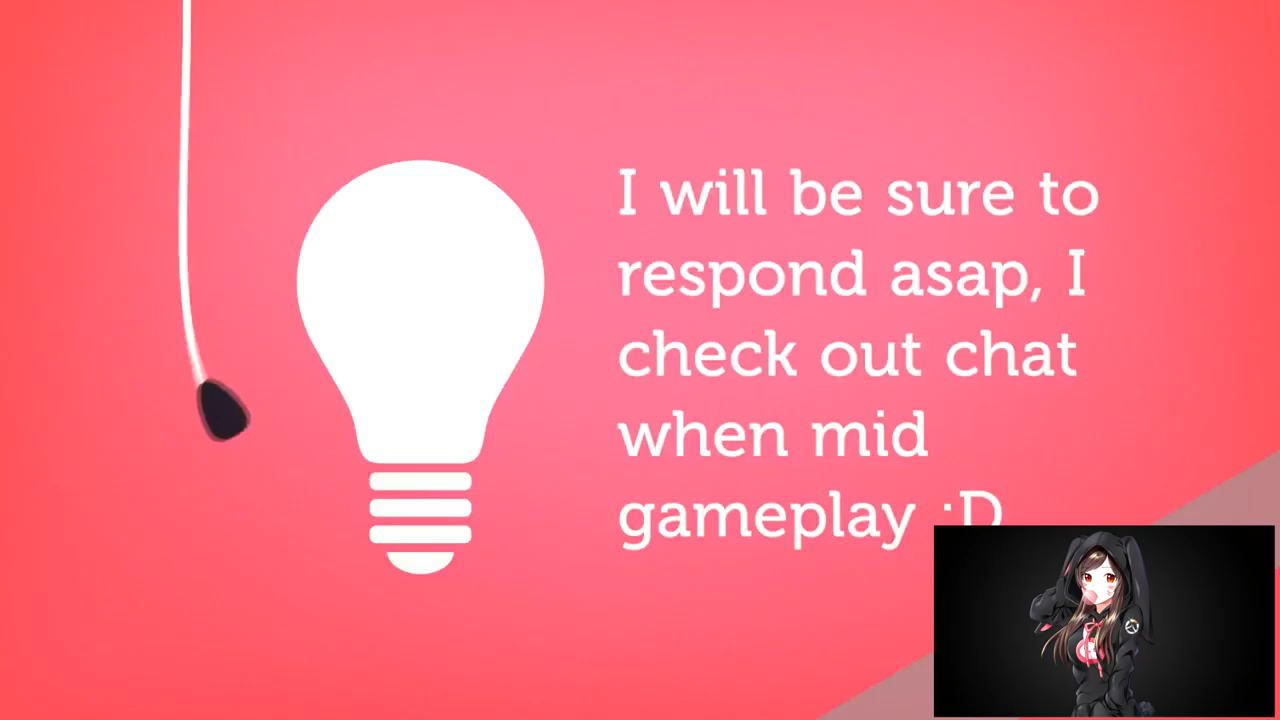 I will be sure to
respond asap, I
check out chat
when mid
gameplay :D